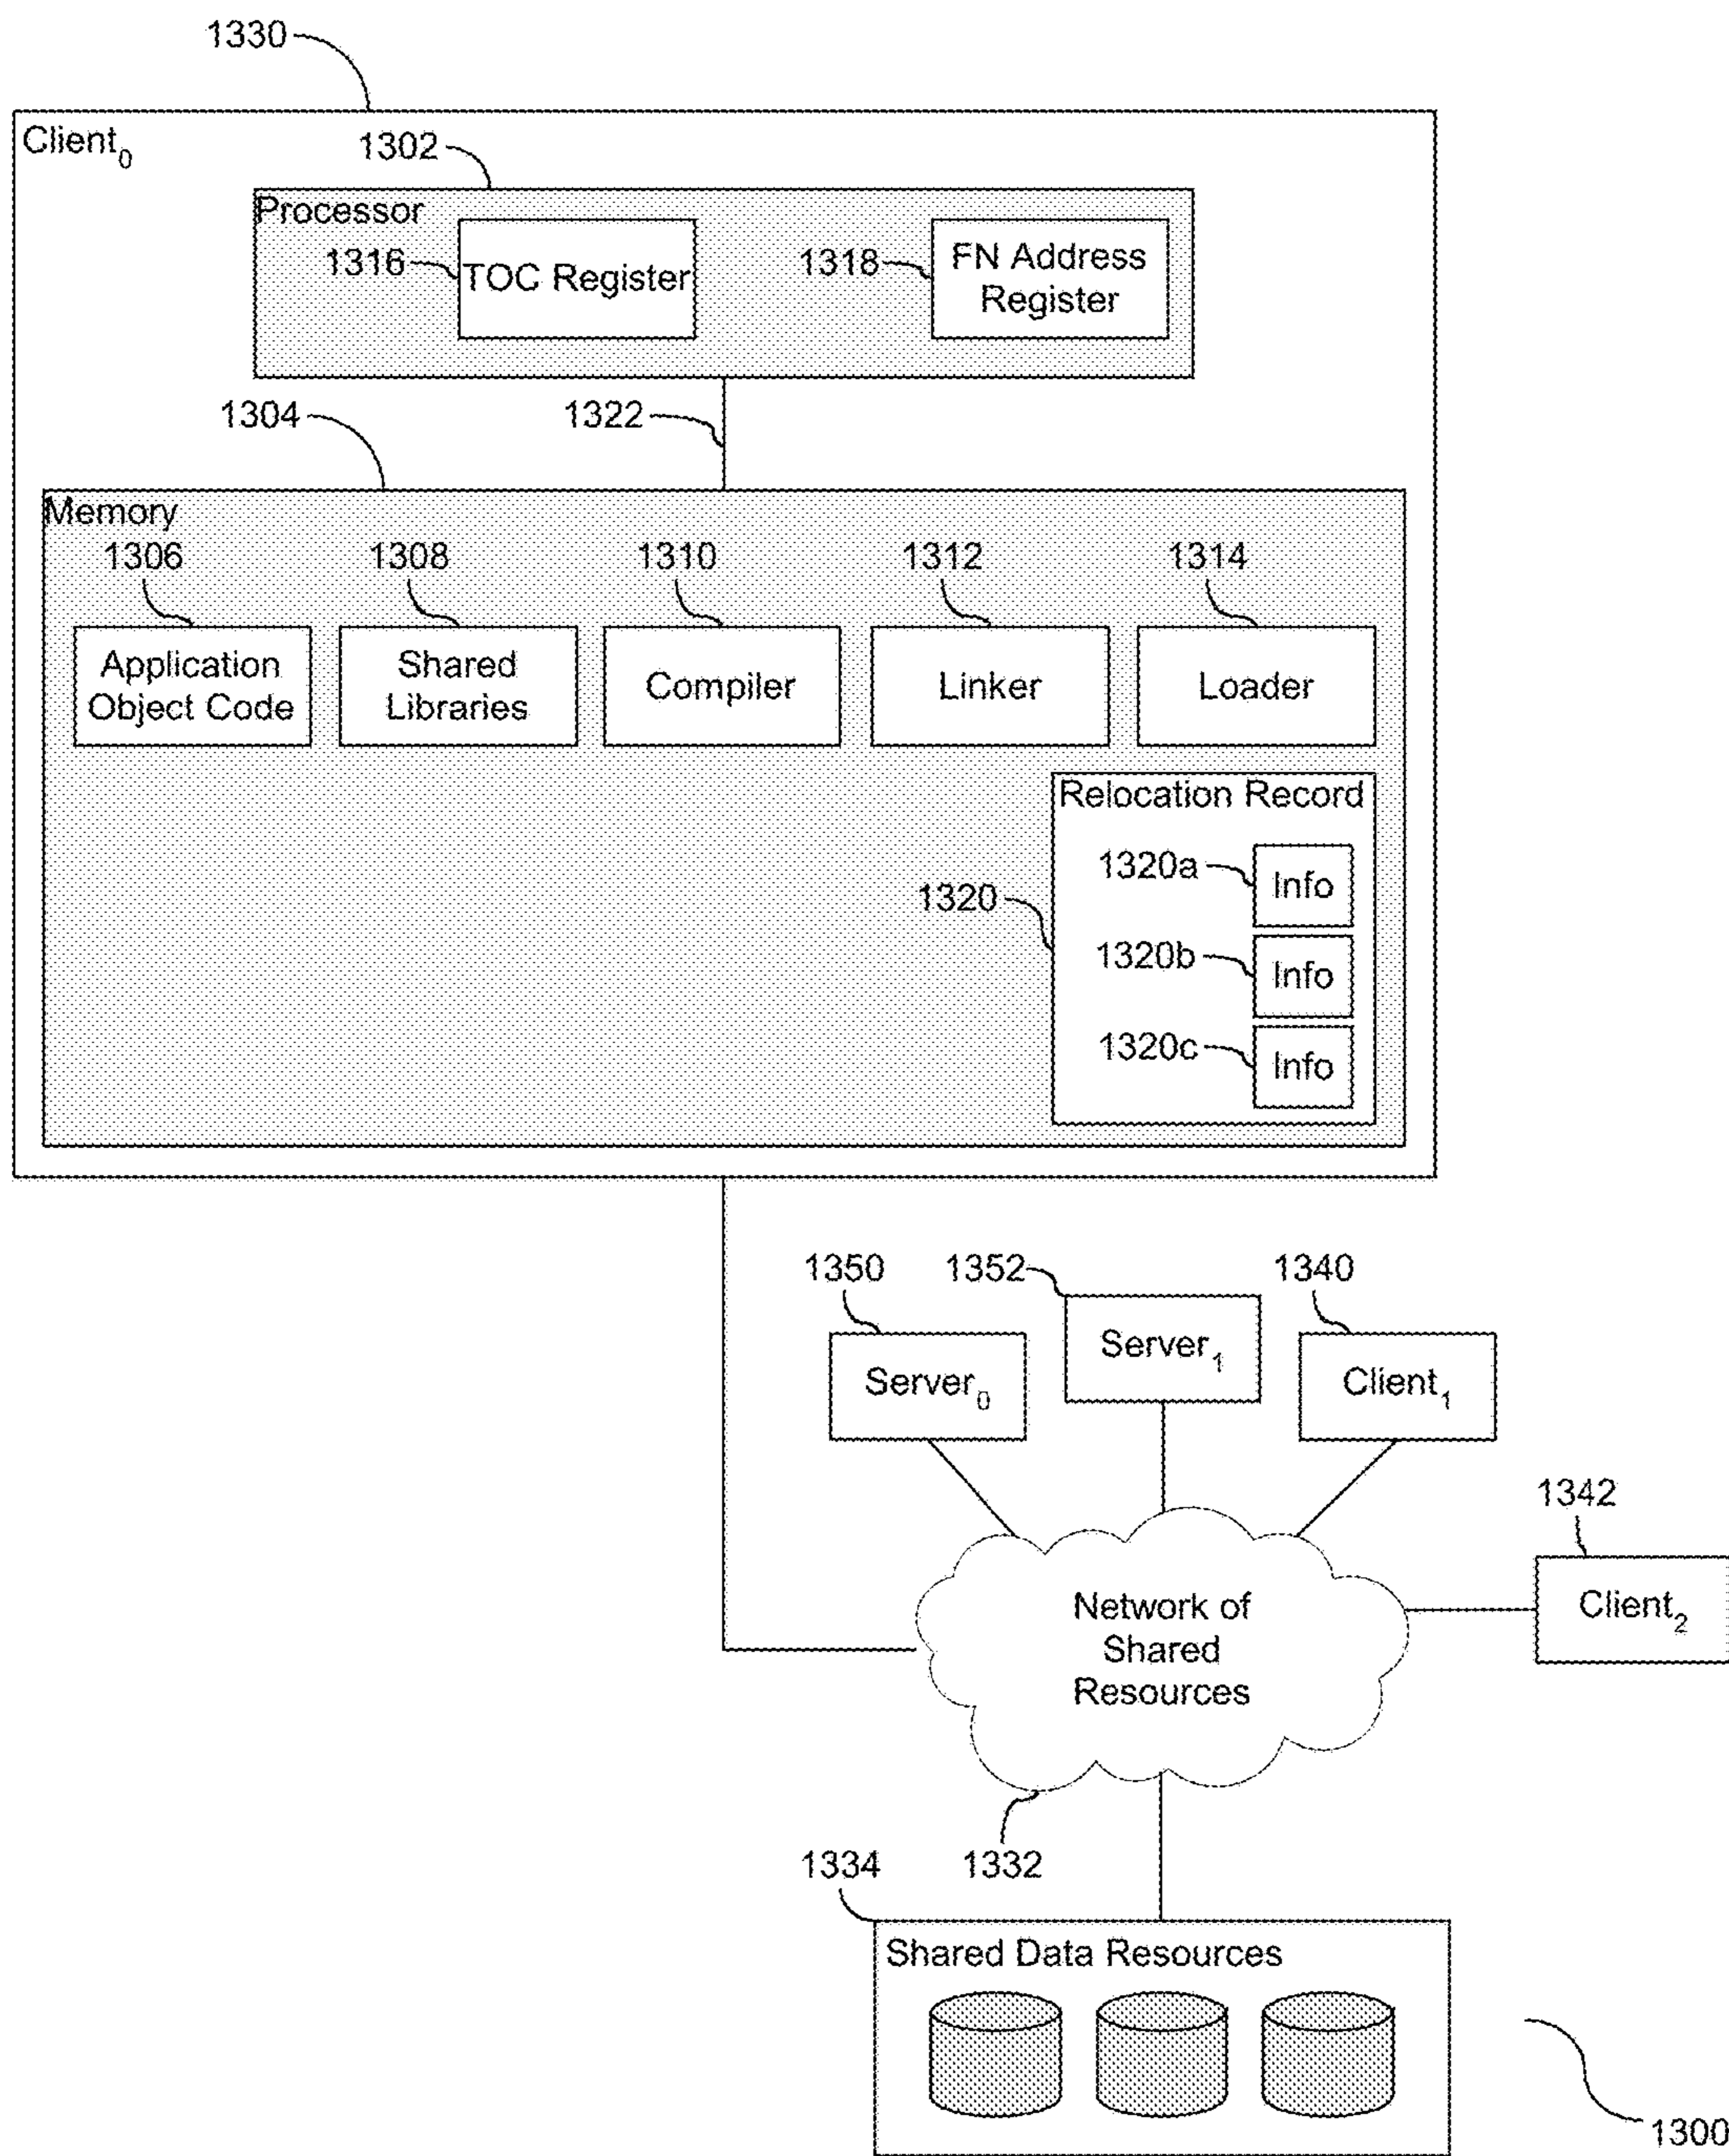 1330
Client₀
1302
Processor
1316
TOC Register
1318
FN Address
Register
1304
1322
Memory
1306
1308
1310
1312
1314
Application
Object Code
Shared
Libraries
Compiler
Linker
Loader
Relocation Record
1320
1320a
Info
1320b
Info
1320c
Info
1350
1352
1340
Server₀
Server₁
Client₁
1342
Client₂
Network of
Shared
Resources
1334
1332
Shared Data Resources
1300